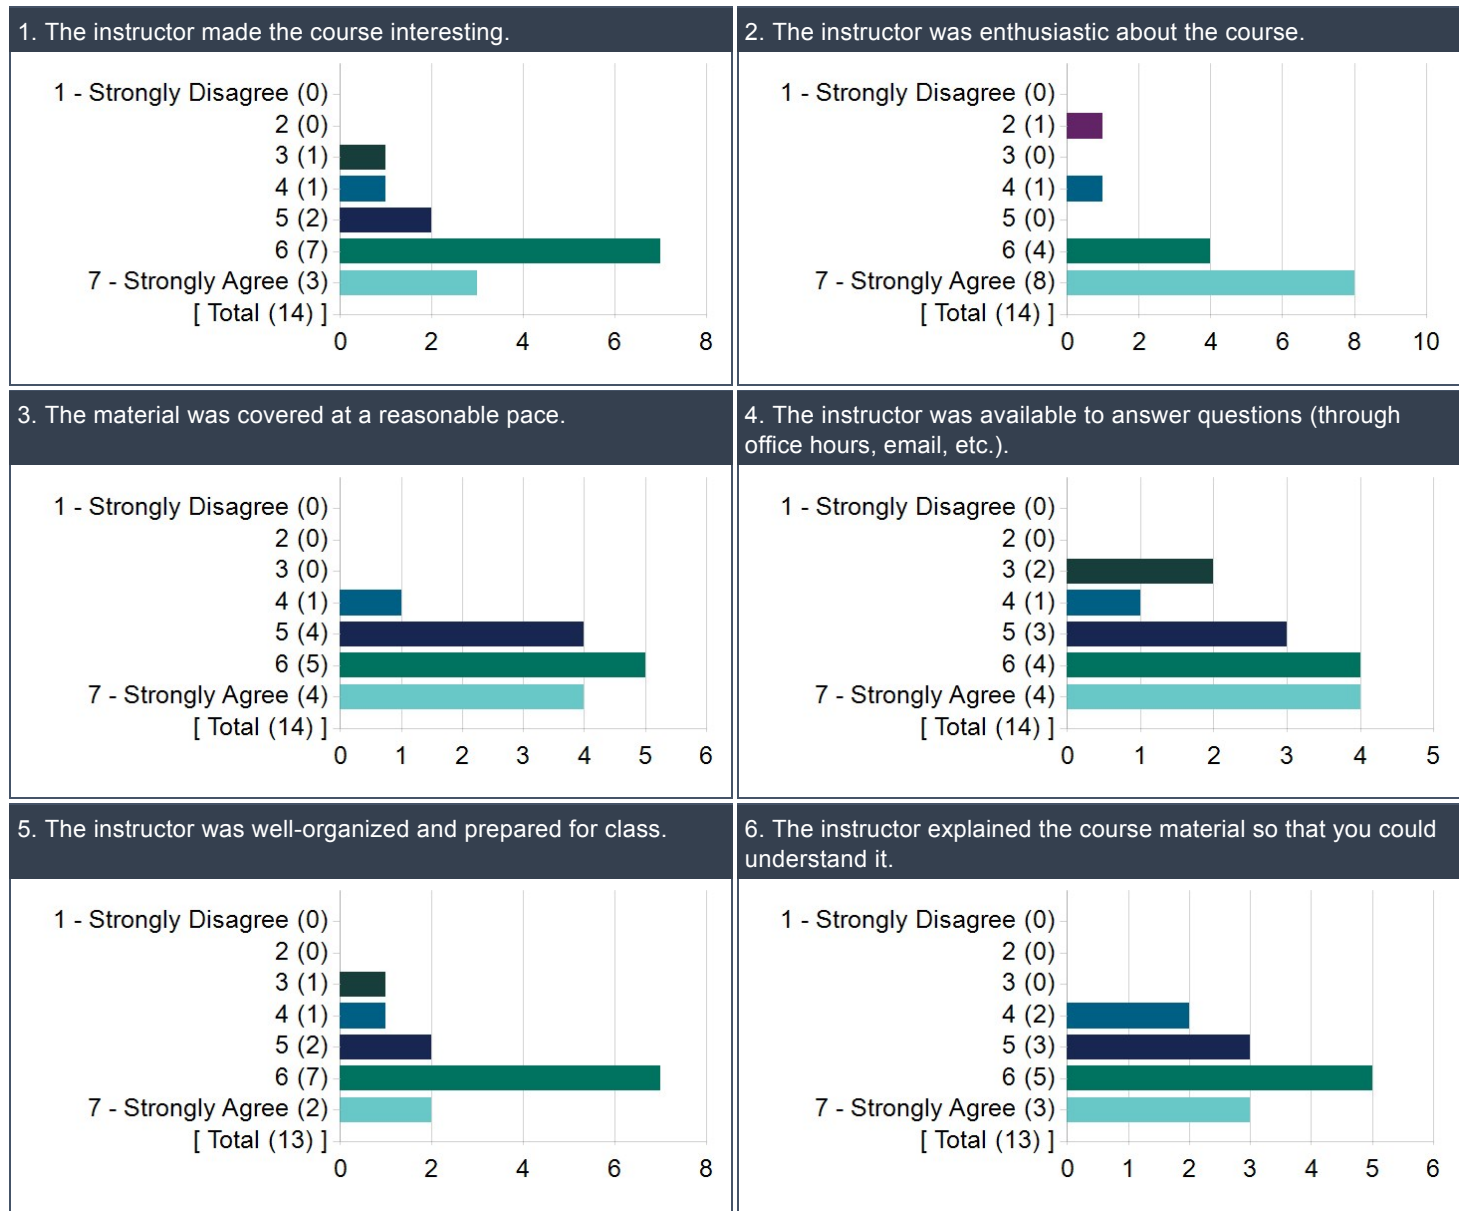 1. The instructor made the course interesting.
1 - Strongly Disagree (0)
2 (0)
3 (1)
4 (1)
5 (2)
6 (7)
7 - Strongly Agree (3)
[ Total (14) ]
0 2 4 6 8
2. The instructor was enthusiastic about the course.
1 - Strongly Disagree (0)
2 (1)
3 (0)
4 (1)
5 (0)
6 (4)
7 - Strongly Agree (8)
[ Total (14) ]
0 2 4 6 8 10
3. The material was covered at a reasonable pace.
1 - Strongly Disagree (0)
2 (0)
3 (0)
4 (1)
5 (4)
6 (5)
7 - Strongly Agree (4)
[ Total (14) ]
0 1 2 3 4 5 6
4. The instructor was available to answer questions (through
office hours, email, etc.).
1 - Strongly Disagree (0)
2 (0)
3 (2)
4 (1)
5 (3)
6 (4)
7 - Strongly Agree (4)
[ Total (14) ]
0 1 2 3 4 5
5. The instructor was well-organized and prepared for class.
1 - Strongly Disagree (0)
2 (0)
3 (1)
4 (1)
5 (2)
6 (7)
7 - Strongly Agree (2)
[ Total (13) ]
0 2 4 6 8
6. The instructor explained the course material so that you could
understand it.
1 - Strongly Disagree (0)
2 (0)
3 (0)
4 (2)
5 (3)
6 (5)
7 - Strongly Agree (3)
[ Total (13) ]
0 1 2 3 4 5 6